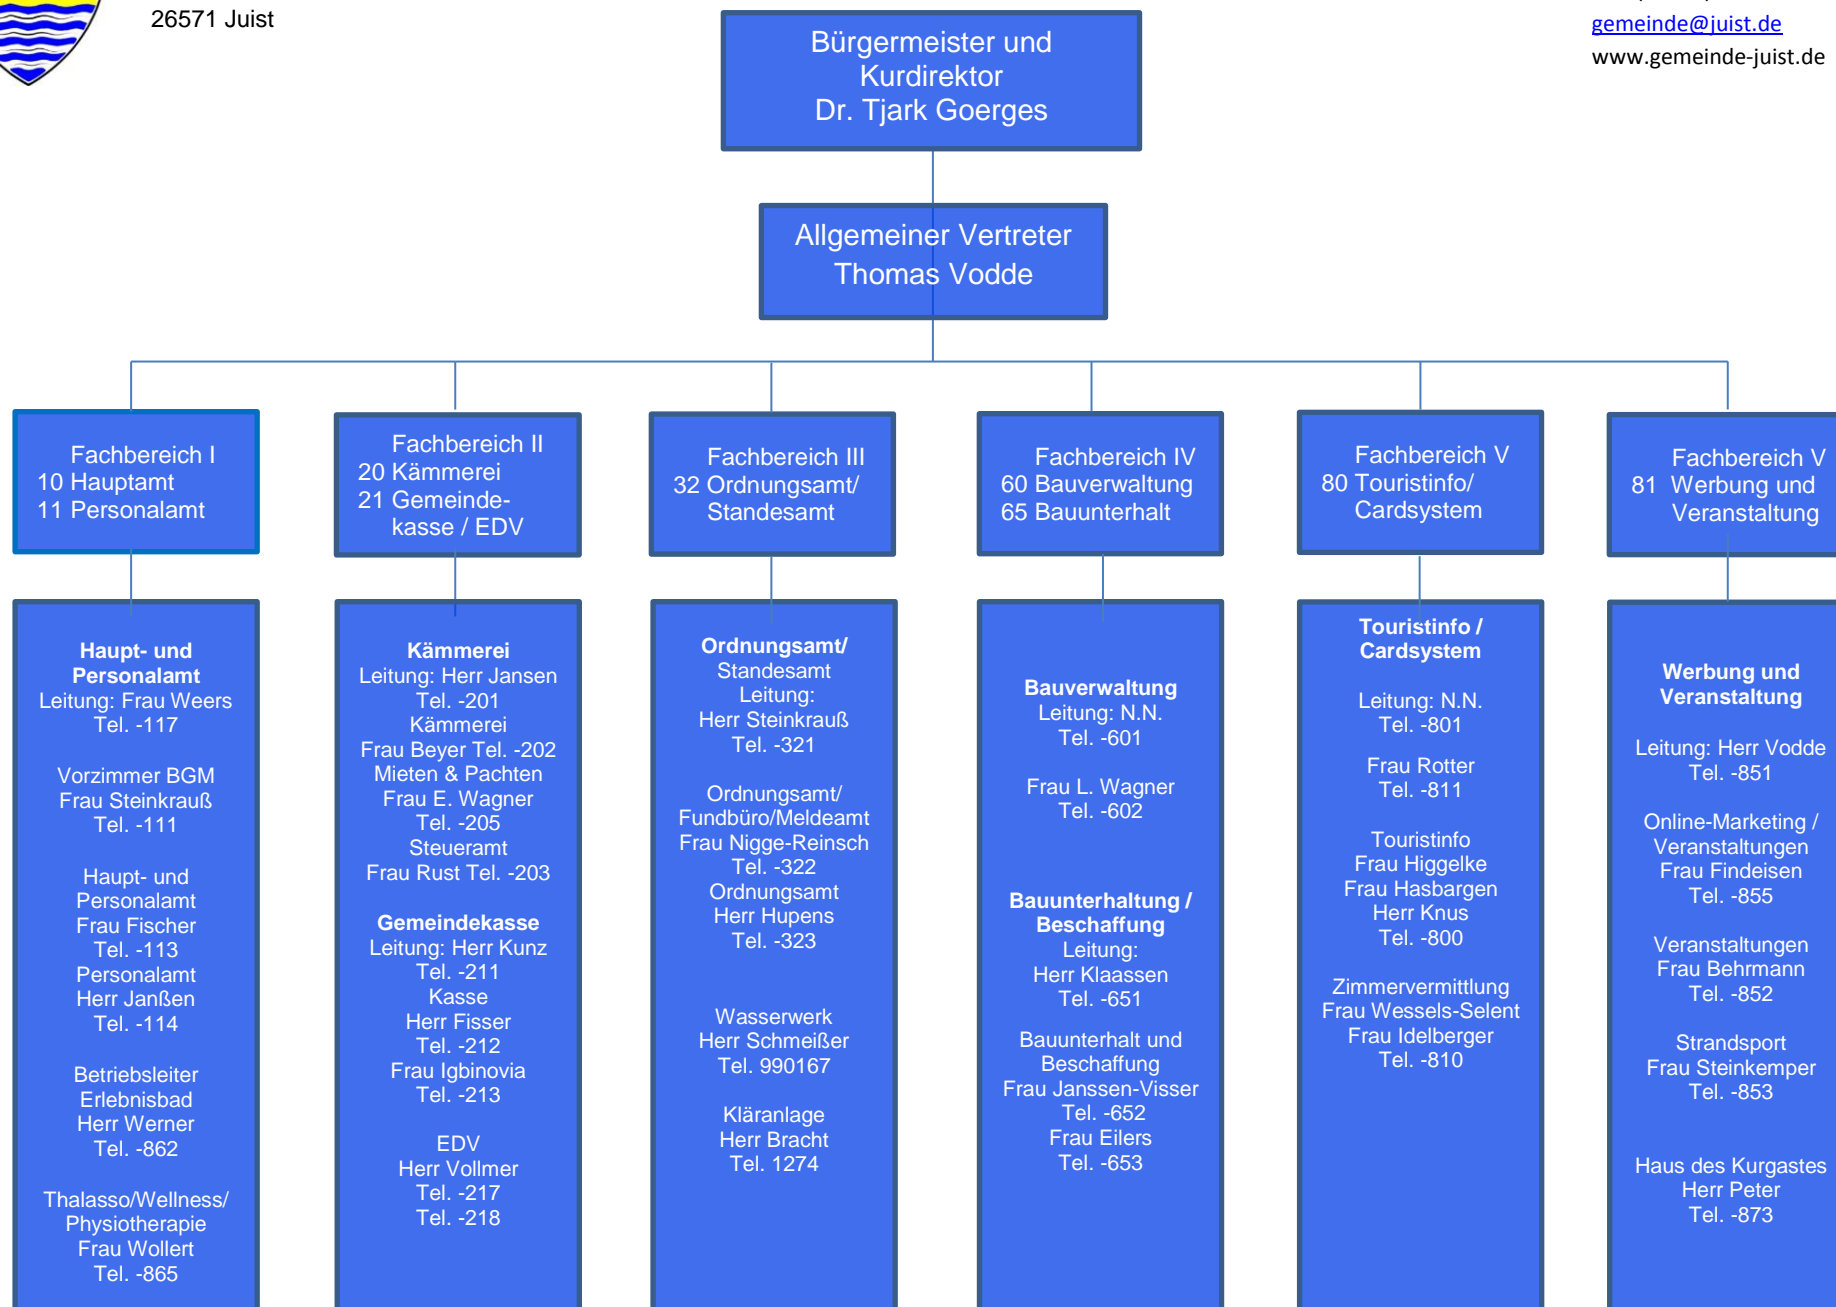 26571 Juist
gemeinde@juist.de
www.gemeinde-juist.de
Bürgermeister und
Kurdirektor
Dr. Tjark Goerges
Allgemeiner Vertreter
Thomas Vodde
Fachbereich I
10 Hauptamt
11 Personalamt
Fachbereich II
20 Kämmerei
21 Gemeinde-
kasse / EDV
Fachbereich III
32 Ordnungsamt/
Standesamt
Fachbereich IV
60 Bauverwaltung
65 Bauunterhalt
Fachbereich V
80 Touristinfo/
Cardsystem
Fachbereich V
81 Werbung und
Veranstaltung
Haupt- und
Personalamt
Leitung: Frau Weers
Tel. -117
Vorzimmer BGM
Frau Steinkrauß
Tel. -111
Haupt- und
Personalamt
Frau Fischer
Tel. -113
Personalamt
Herr Janßen
Tel. -114
Betriebsleiter
Erlebnisbad
Herr Werner
Tel. -862
Thalasso/Wellness/
Physiotherapie
Frau Wollert
Tel. -865
Kämmerei
Leitung: Herr Jansen
Tel. -201
Kämmerei
Frau Beyer Tel. -202
Mieten & Pachten
Frau E. Wagner
Tel. -205
Steueramt
Frau Rust Tel. -203
Gemeindekasse
Leitung: Herr Kunz
Tel. -211
Kasse
Herr Fisser
Tel. -212
Frau Igbinovia
Tel. -213
EDV
Herr Vollmer
Tel. -217
Tel. -218
Ordnungsamt/
Standesamt
Leitung:
Herr Steinkrauß
Tel. -321
Ordnungsamt/
Fundbüro/Meldeamt
Frau Nigge-Reinsch
Tel. -322
Ordnungsamt
Herr Hupens
Tel. -323
Wasserwerk
Herr Schmeißer
Tel. 990167
Kläranlage
Herr Bracht
Tel. 1274
Bauverwaltung
Leitung: N.N.
Tel. -601
Frau L. Wagner
Tel. -602
Bauunterhaltung /
Beschaffung
Leitung:
Herr Klaassen
Tel. -651
Bauunterhalt und
Beschaffung
Frau Janssen-Visser
Tel. -652
Frau Eilers
Tel. -653
Touristinfo /
Cardsystem
Leitung: N.N.
Tel. -801
Frau Rotter
Tel. -811
Touristinfo
Frau Higgelke
Frau Hasbargen
Herr Knus
Tel. -800
Zimmervermittlung
Frau Wessels-Selent
Frau Idelberger
Tel. -810
Werbung und
Veranstaltung
Leitung: Herr Vodde
Tel. -851
Online-Marketing /
Veranstaltungen
Frau Findeisen
Tel. -855
Veranstaltungen
Frau Behrmann
Tel. -852
Strandsport
Frau Steinkemper
Tel. -853
Haus des Kurgastes
Herr Peter
Tel. -873